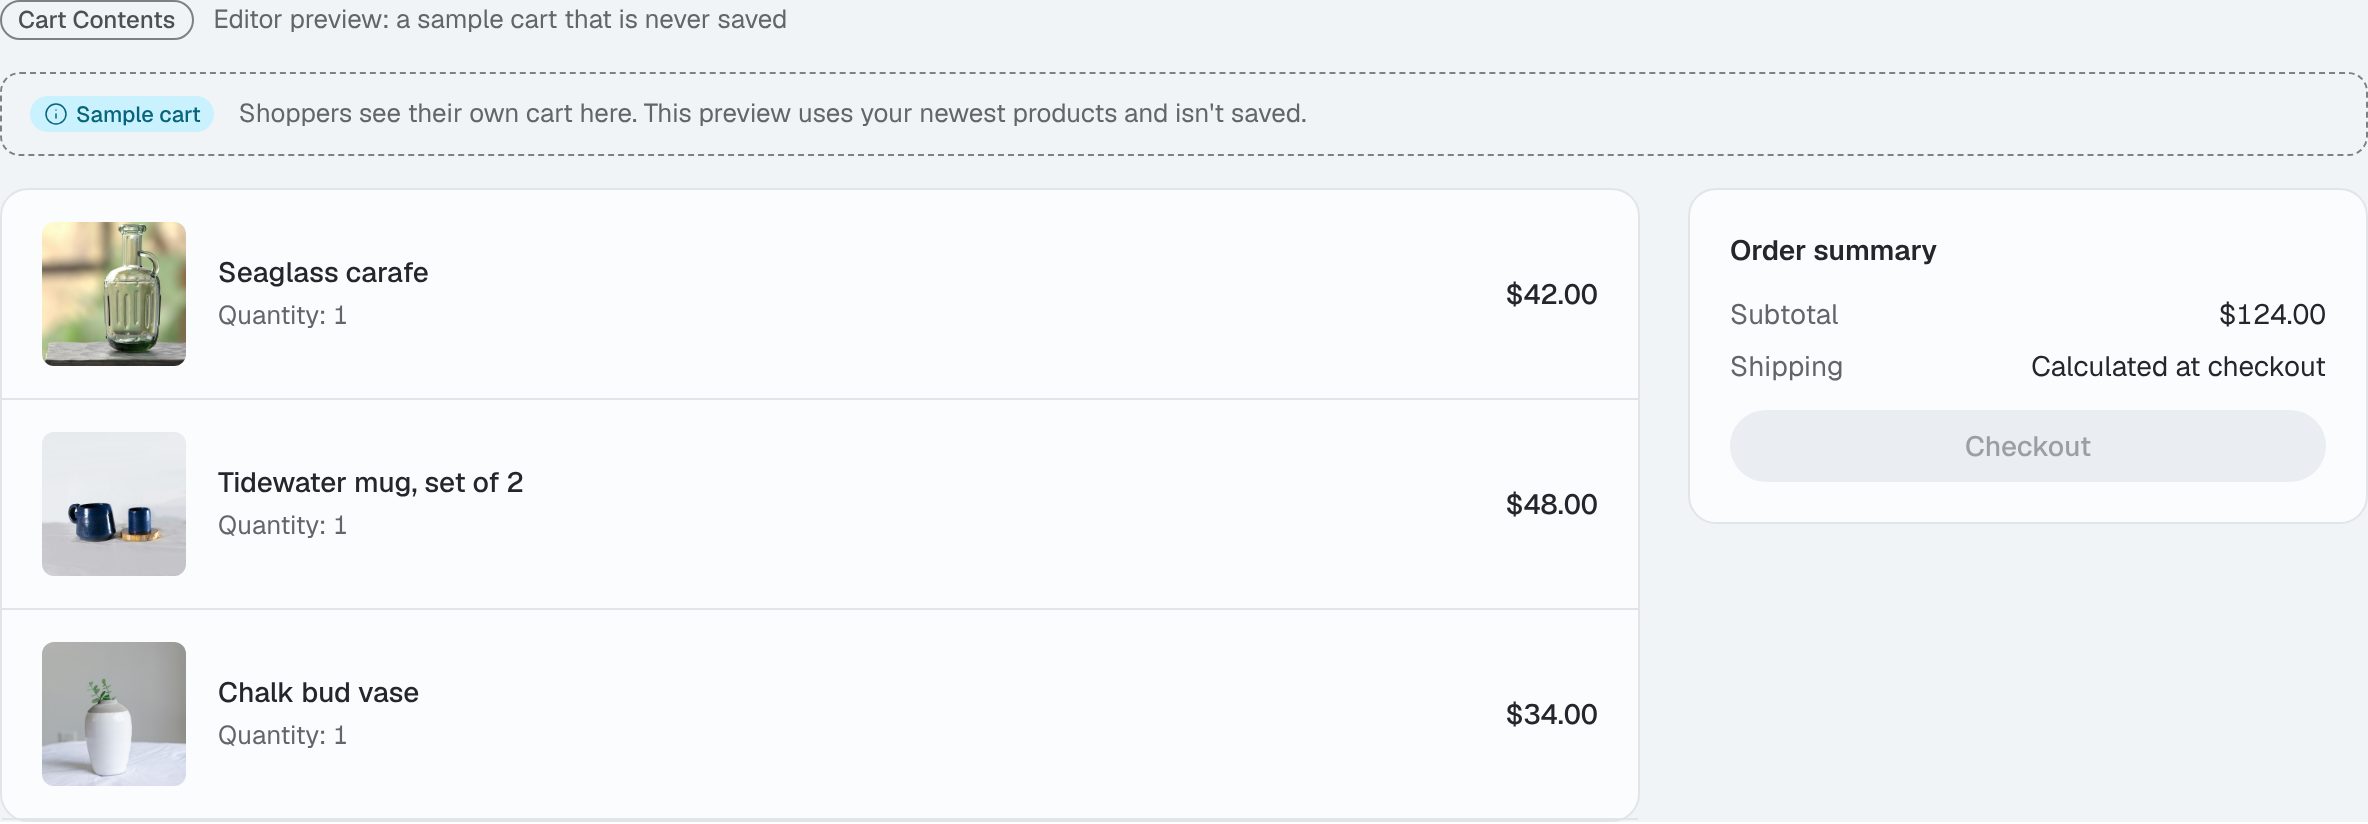 Cart Contents Editor preview: a sample cart that is never saved
Sample cart Shoppers see their own cart here. This preview uses your newest products and isn't saved.
Seaglass carafe
Quantity: 1
$42.00
Tidewater mug, set of 2
Quantity: 1
$48.00
Chalk bud vase
Quantity: 1
$34.00
Order summary
Subtotal $124.00
Shipping Calculated at checkout
Checkout